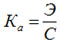 Kₐ = Э/С